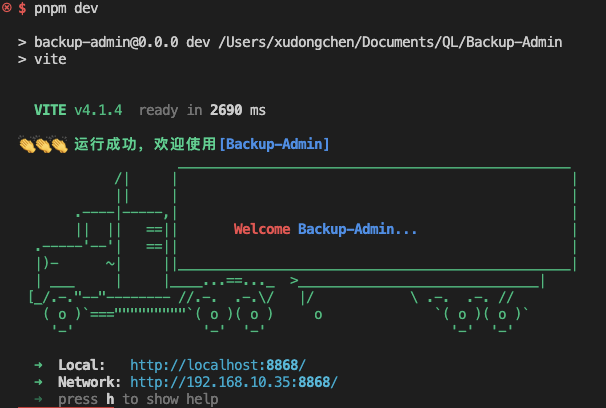 $ pnpm dev
> backup-admin@0.0.0 dev /Users/xudongchen/Documents/QL/Backup-Admin
> vite
VITE v4.1.4 ready in 2690 ms
👏👏👏 运行成功，欢迎使用[Backup-Admin]
Welcome Backup-Admin...
➜ Local: http://localhost:8868/
➜ Network: http://192.168.10.35:8868/
➜ press h to show help